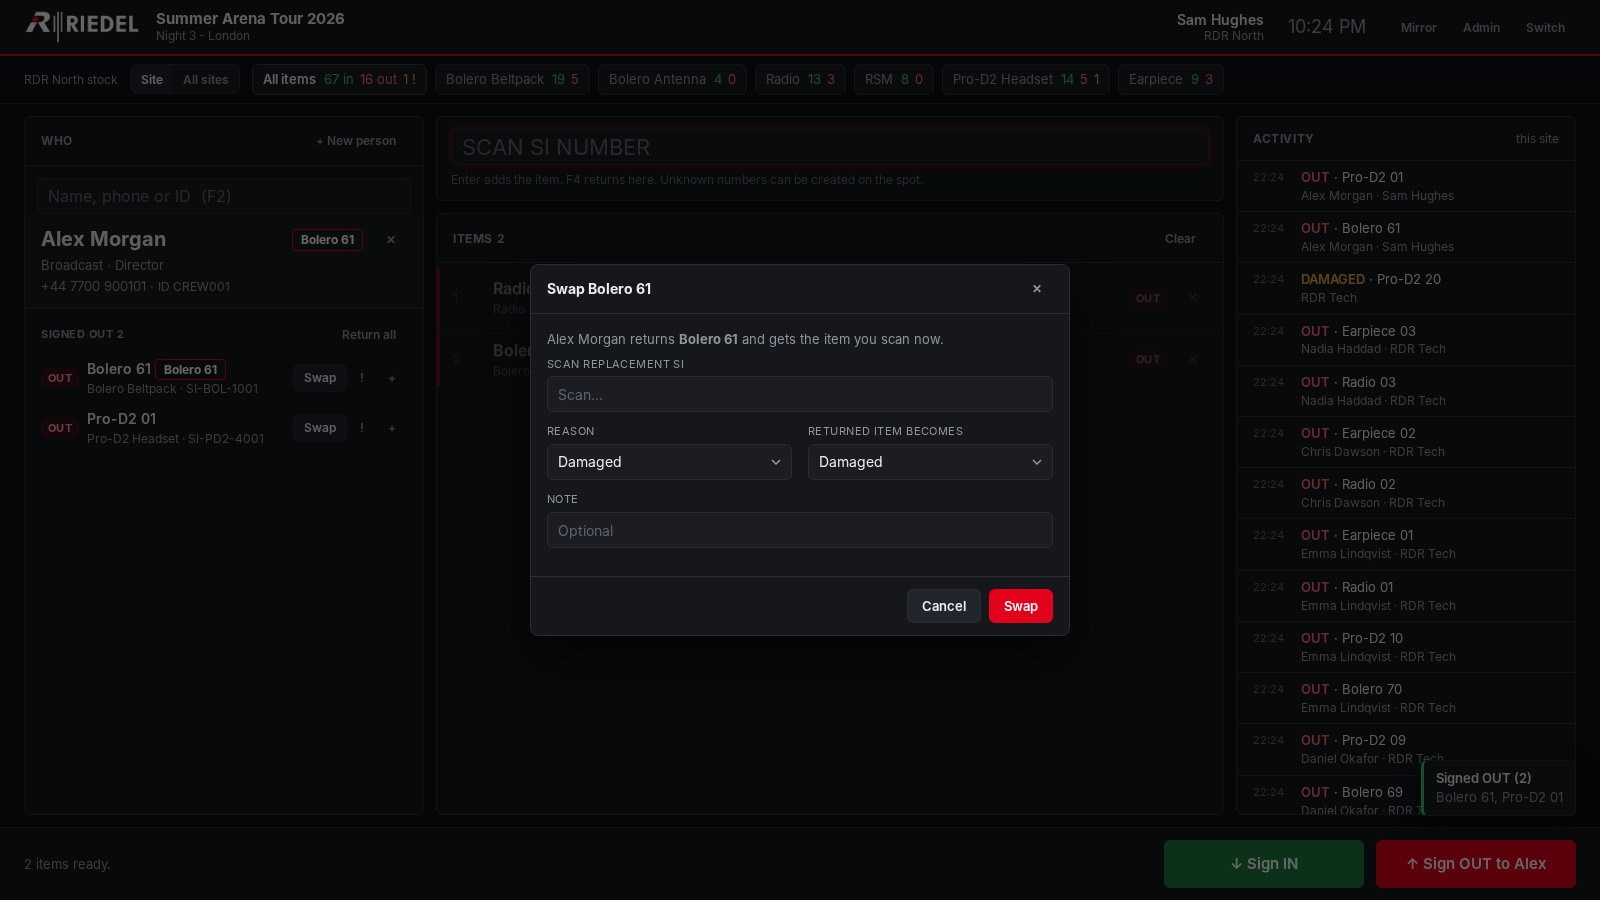 RIEDEL
Summer Arena Tour 2026
Night 3 - London
Sam Hughes
RDR North
10:24 PM
Mirror
Admin
Switch
RDR North stock
Site
All sites
All items 67 in 16 out 1 !
Bolero Beltpack 19 5
Bolero Antenna 4 0
Radio 13 3
RSM 8 0
Pro-D2 Headset 14 5 1
Earpiece 9 3
WHO
+ New person
Name, phone or ID (F2)
Alex Morgan
Bolero 61
×
Broadcast · Director
+44 7700 900101 · ID CREW001
SIGNED OUT 2
Return all
OUT
Bolero 61 Bolero 61
Bolero Beltpack · SI-BOL-1001
Swap ! +
OUT
Pro-D2 01
Pro-D2 Headset · SI-PD2-4001
Swap ! +
SCAN SI NUMBER
Enter adds the item. F4 returns here. Unknown numbers can be created on the spot.
ITEMS 2
Clear
1
Radio
OUT ×
2
Bolero
OUT ×
Swap Bolero 61
×
Alex Morgan returns Bolero 61 and gets the item you scan now.
SCAN REPLACEMENT SI
Scan...
REASON
Damaged
RETURNED ITEM BECOMES
Damaged
NOTE
Optional
Cancel
Swap
ACTIVITY
this site
22:24 OUT · Pro-D2 01
Alex Morgan · Sam Hughes
22:24 OUT · Bolero 61
Alex Morgan · Sam Hughes
22:24 DAMAGED · Pro-D2 20
RDR Tech
22:24 OUT · Earpiece 03
Nadia Haddad · RDR Tech
22:24 OUT · Radio 03
Nadia Haddad · RDR Tech
22:24 OUT · Earpiece 02
Chris Dawson · RDR Tech
22:24 OUT · Radio 02
Chris Dawson · RDR Tech
22:24 OUT · Earpiece 01
Emma Lindqvist · RDR Tech
22:24 OUT · Radio 01
Emma Lindqvist · RDR Tech
22:24 OUT · Pro-D2 10
Emma Lindqvist · RDR Tech
22:24 OUT · Bolero 70
Emma Lindqvist · RDR Tech
22:24 OUT · Pro-D2 09
Daniel Okafor · RDR Tech
22:24 OUT · Bolero 69
Daniel Okafor · RDR
Signed OUT (2)
Bolero 61, Pro-D2 01
2 items ready.
↓ Sign IN
↑ Sign OUT to Alex